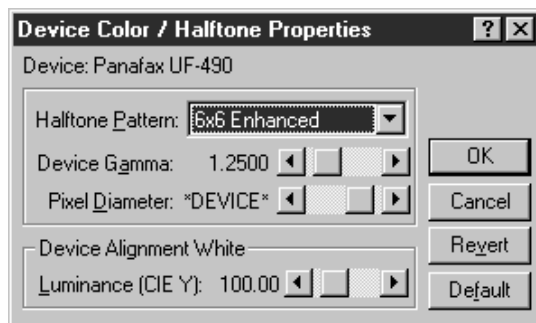 Device Color / Halftone Properties
Device: Panafax UF-490
Halftone Pattern: 6x6 Enhanced
Device Gamma: 1.2500
Pixel Diameter: *DEVICE*
Device Alignment White
Luminance (CIE Y): 100.00
OK
Cancel
Revert
Default